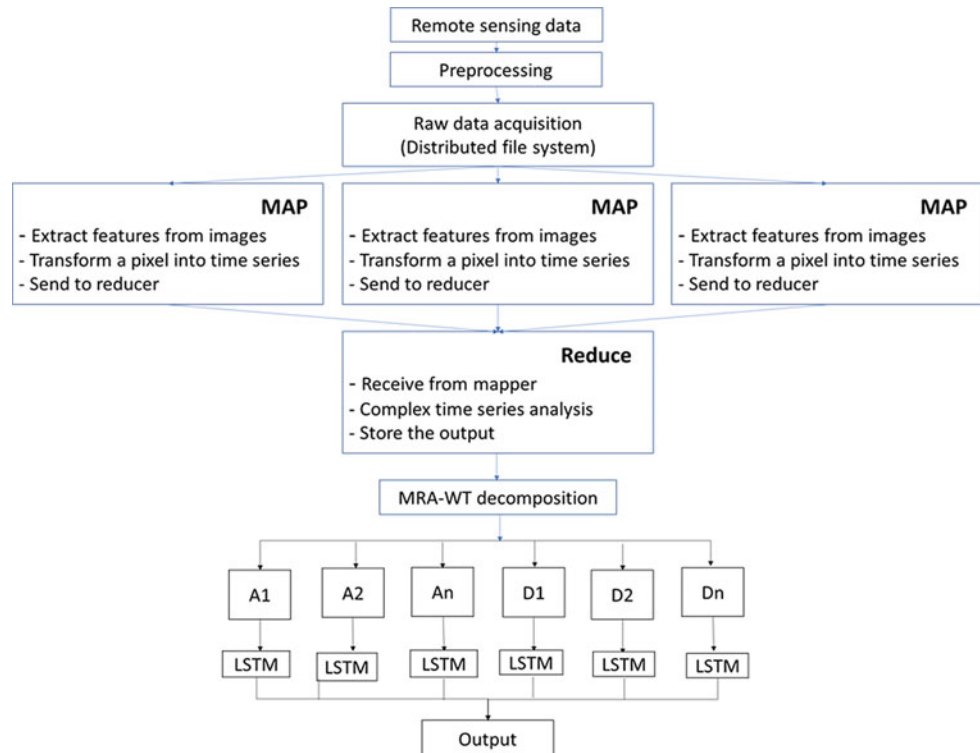 Remote sensing data
Preprocessing
Raw data acquisition
(Distributed file system)
MAP
- Extract features from images
- Transform a pixel into time series
- Send to reducer
MAP
- Extract features from images
- Transform a pixel into time series
- Send to reducer
MAP
- Extract features from images
- Transform a pixel into time series
- Send to reducer
Reduce
- Receive from mapper
- Complex time series analysis
- Store the output
MRA-WT decomposition
A1
A2
An
D1
D2
Dn
LSTM
LSTM
LSTM
LSTM
LSTM
LSTM
Output